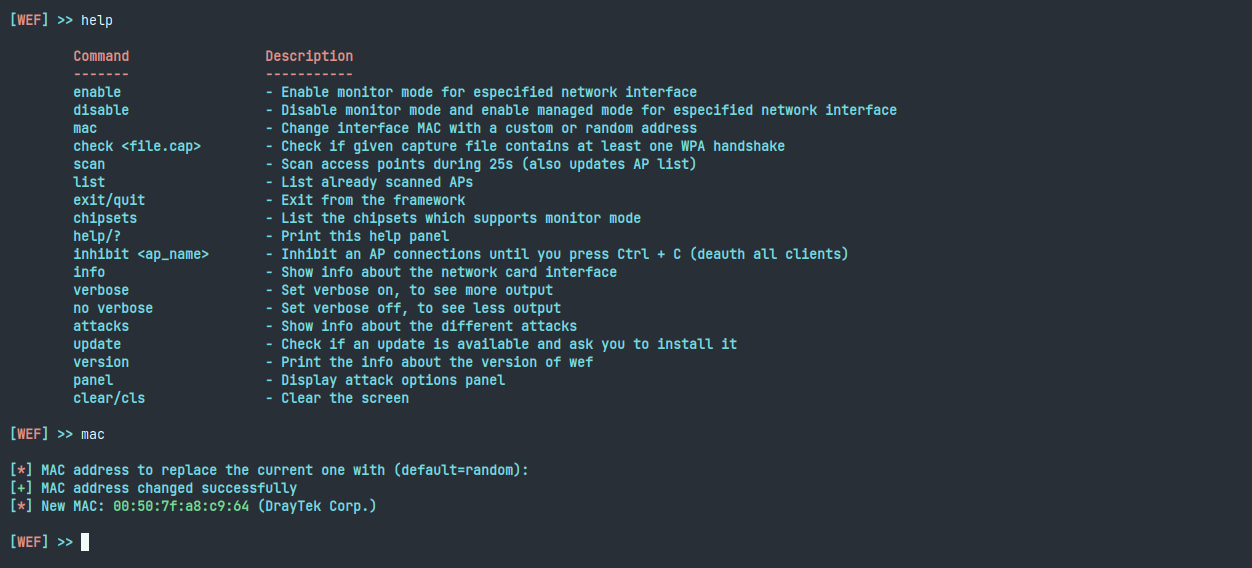 [WEF] >> help
Command Description
------- -----------
enable - Enable monitor mode for especified network interface
disable - Disable monitor mode and enable managed mode for especified network interface
mac - Change interface MAC with a custom or random address
check <file.cap> - Check if given capture file contains at least one WPA handshake
scan - Scan access points during 25s (also updates AP list)
list - List already scanned APs
exit/quit - Exit from the framework
chipsets - List the chipsets which supports monitor mode
help/? - Print this help panel
inhibit <ap_name> - Inhibit an AP connections until you press Ctrl + C (deauth all clients)
info - Show info about the network card interface
verbose - Set verbose on, to see more output
no verbose - Set verbose off, to see less output
attacks - Show info about the different attacks
update - Check if an update is available and ask you to install it
version - Print the info about the version of wef
panel - Display attack options panel
clear/cls - Clear the screen
[WEF] >> mac
[*] MAC address to replace the current one with (default=random):
[+] MAC address changed successfully
[*] New MAC: 00:50:7f:a8:c9:64 (DrayTek Corp.)
[WEF] >>